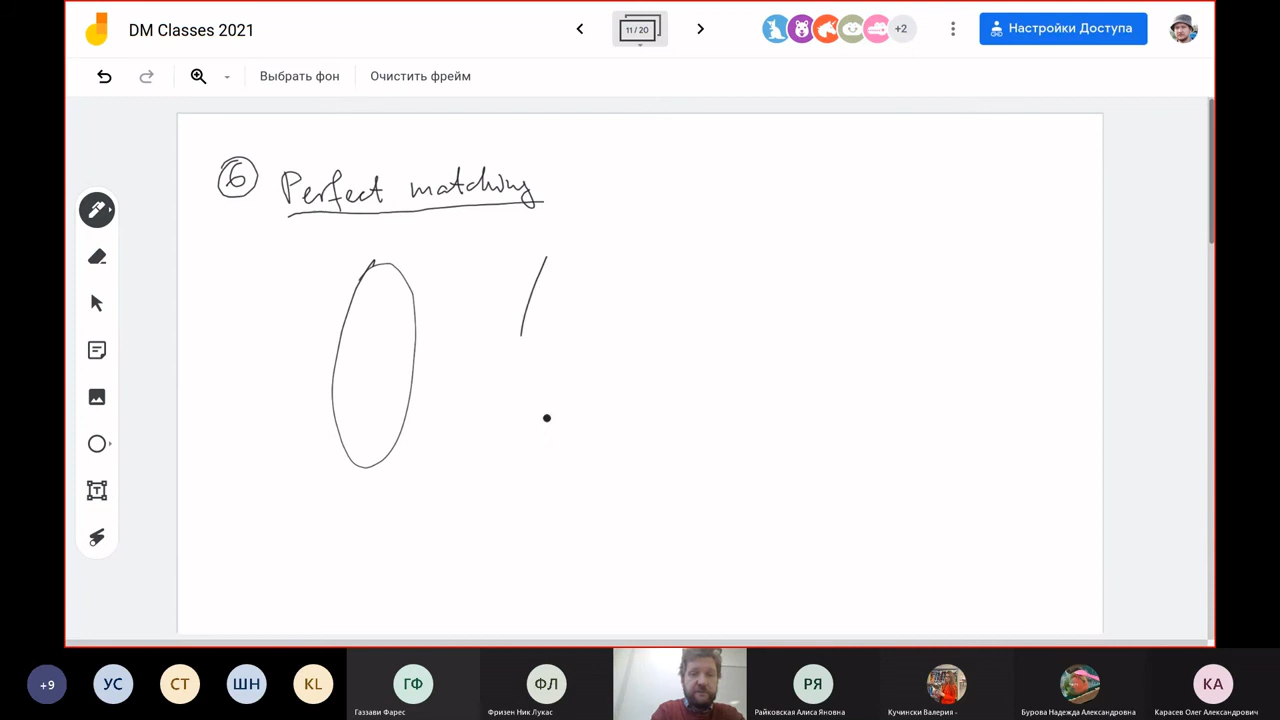 DM Classes 2021
11 / 20
+2
Настройки Доступа
Выбрать фон
Очистить фрейм
⑥ Perfect matching
T
+9
УС
СТ
ШН
KL
ГФ
ФЛ
РЯ
КА
Газзави Фарес
Фризен Ник Лукас
Райковская Алиса Яновна
Кучински Валерия -
Бурова Надежда Александровна
Карасев Олег Александрович